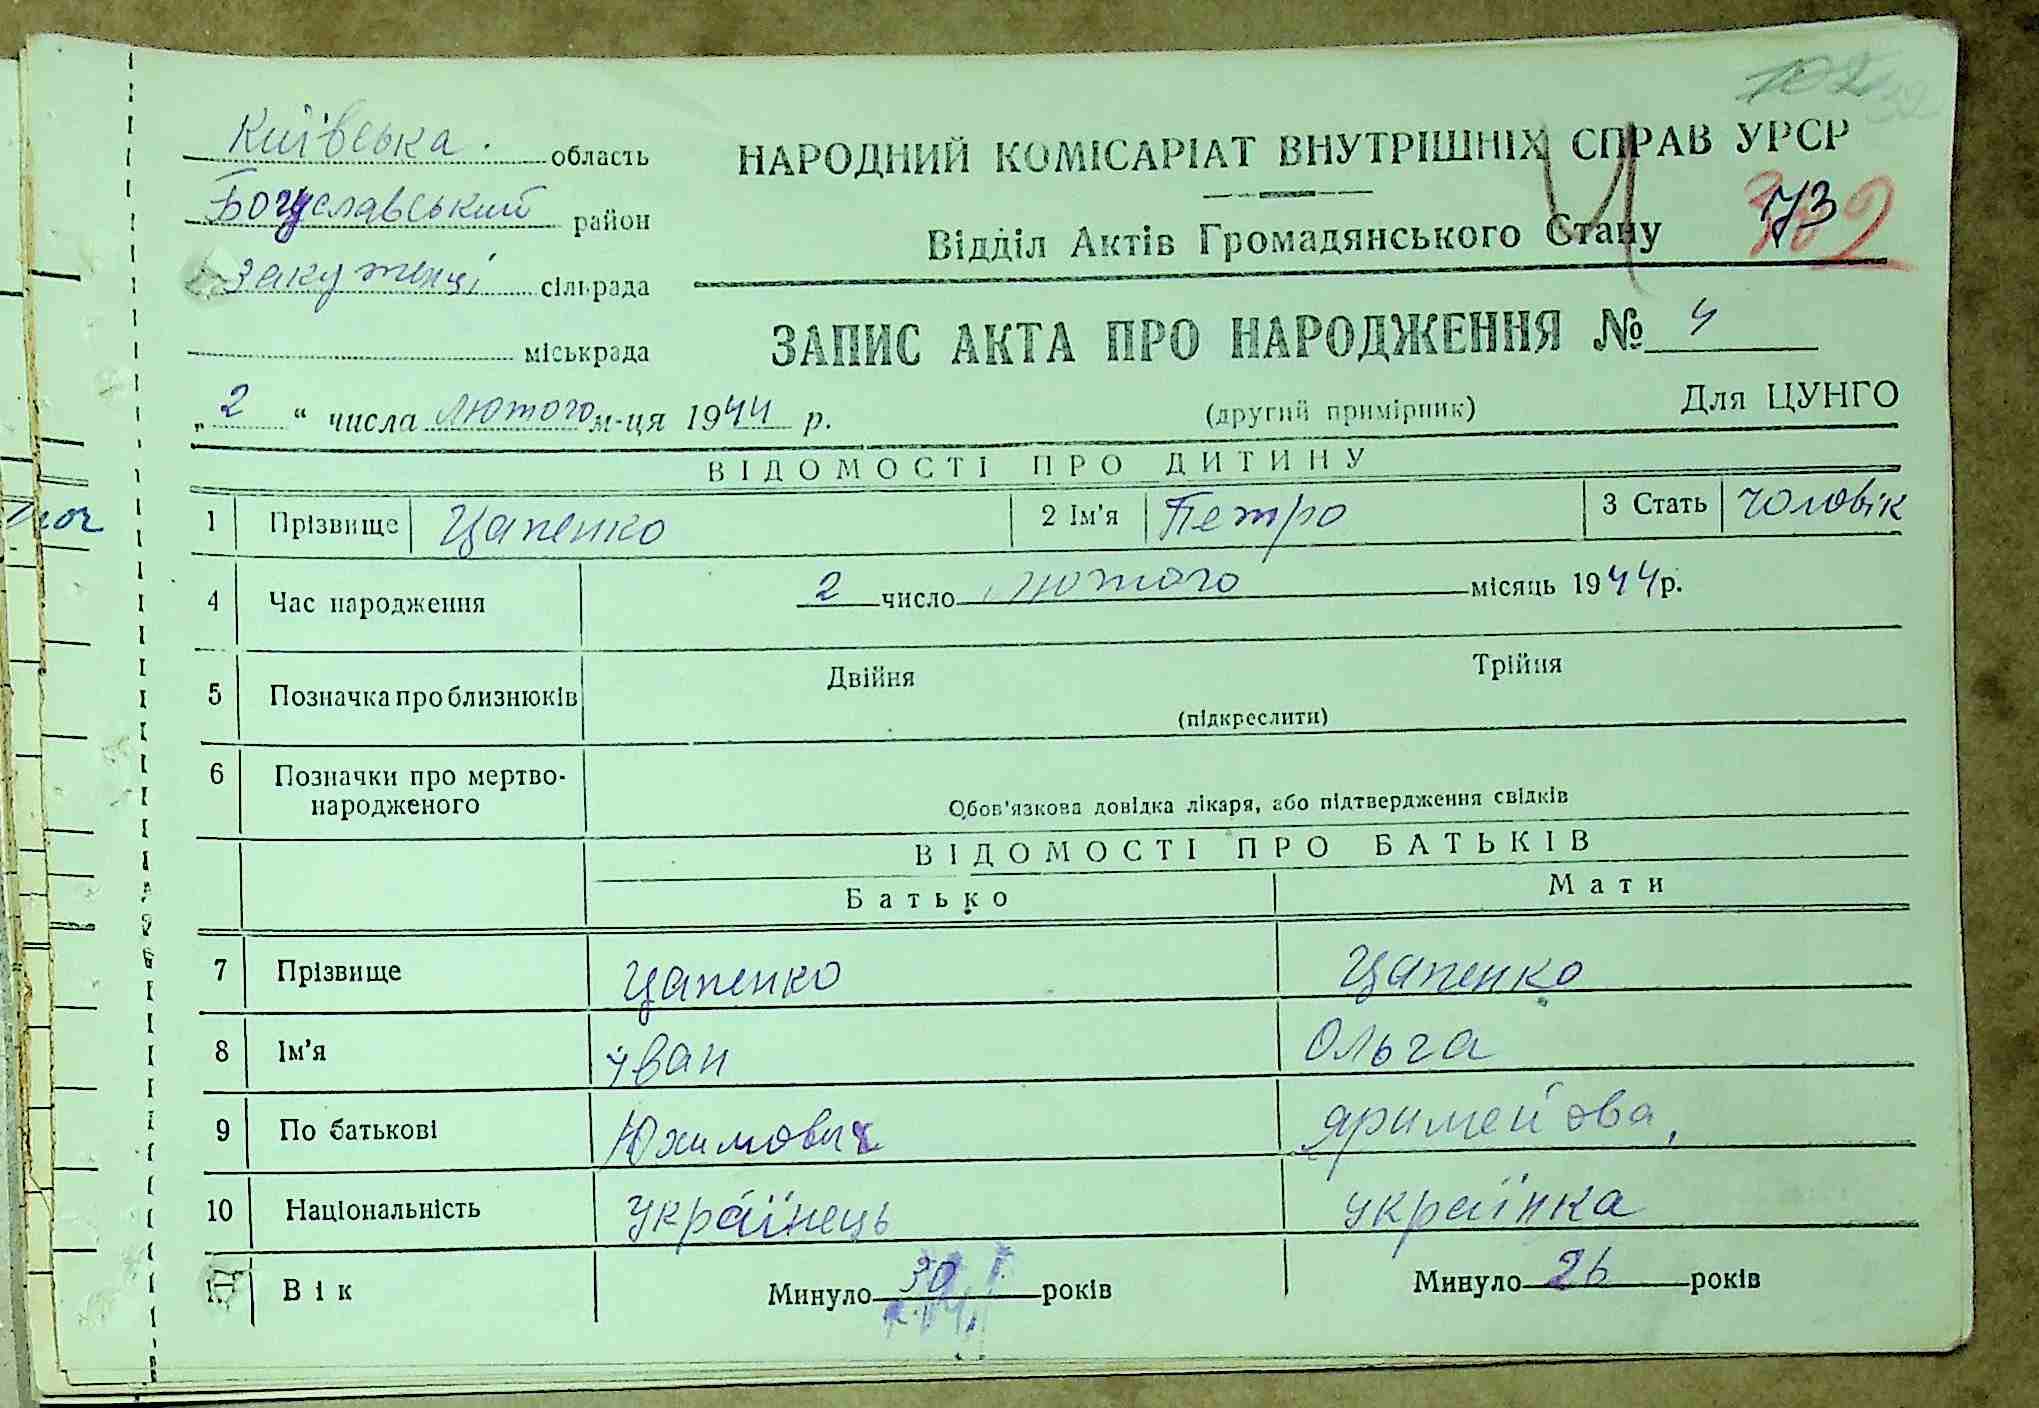 Київська область
Богуславський район
Закутенці сільрада
міськрада
102
НАРОДНИЙ КОМІСАРІАТ ВНУТРІШНІХ СПРАВ УРСР
173
Відділ Актів Громадянського Стану
ЗАПИС АКТА ПРО НАРОДЖЕННЯ № 4
„ 2 “ числа лютого м-ця 1944 р.
(другий примірник)
Для ЦУНГО
ВІДОМОСТІ ПРО ДИТИНУ
1 Прізвище Цапенко 2 Ім'я Петро 3 Стать чоловік
4 Час народження 2 число лютого місяць 1944 р.
5 Позначка про близнюків Двійня Трійня
(підкреслити)
6 Позначки про мертво-
народженого
Обов'язкова довідка лікаря, або підтвердження свідків
ВІДОМОСТІ ПРО БАТЬКІВ
Батько Мати
7 Прізвище Цапенко Цапенко
8 Ім'я Іван Ольга
9 По батькові Юхимович Яримейова,
10 Національність Українець українка
11 Вік Минуло 30 років Минуло 26 років